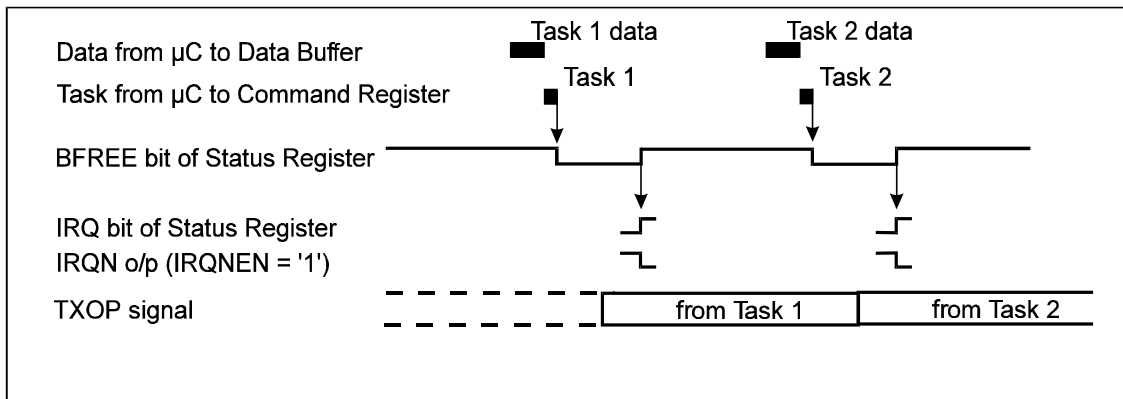 Task 1 data
Task 2 data
Data from µC to Data Buffer
Task 1
Task 2
Task from µC to Command Register
BFREE bit of Status Register
IRQ bit of Status Register
IRQN o/p (IRQNEN = '1')
TXOP signal
from Task 1
from Task 2